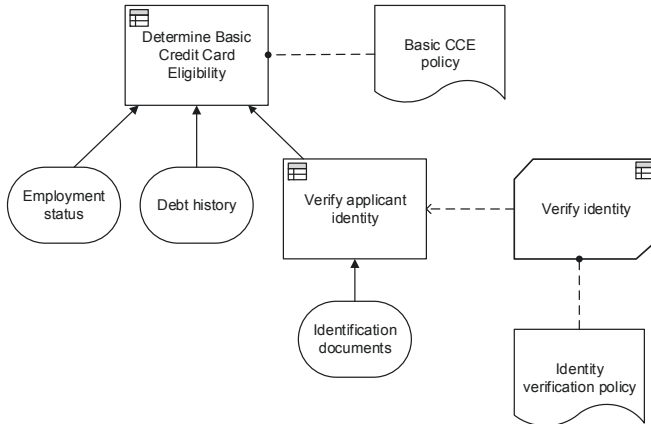 Determine Basic
Credit Card
Eligibility
Basic CCE
policy
Employment
status
Debt history
Verify applicant
identity
Verify identity
Identification
documents
Identity
verification policy